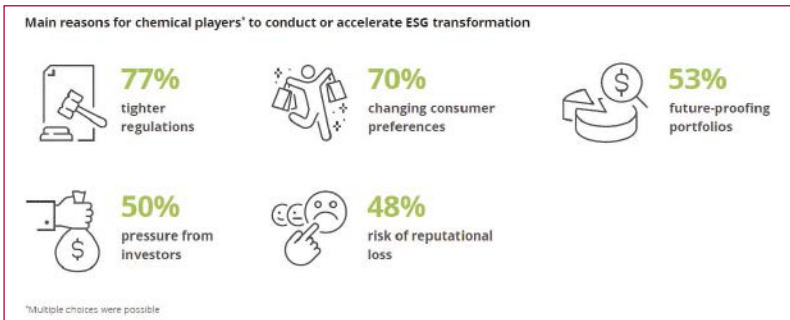 Main reasons for chemical players* to conduct or accelerate ESG transformation
77%
tighter
regulations
70%
changing consumer
preferences
53%
future-proofing
portfolios
50%
pressure from
investors
48%
risk of reputational
loss
*Multiple choices were possible